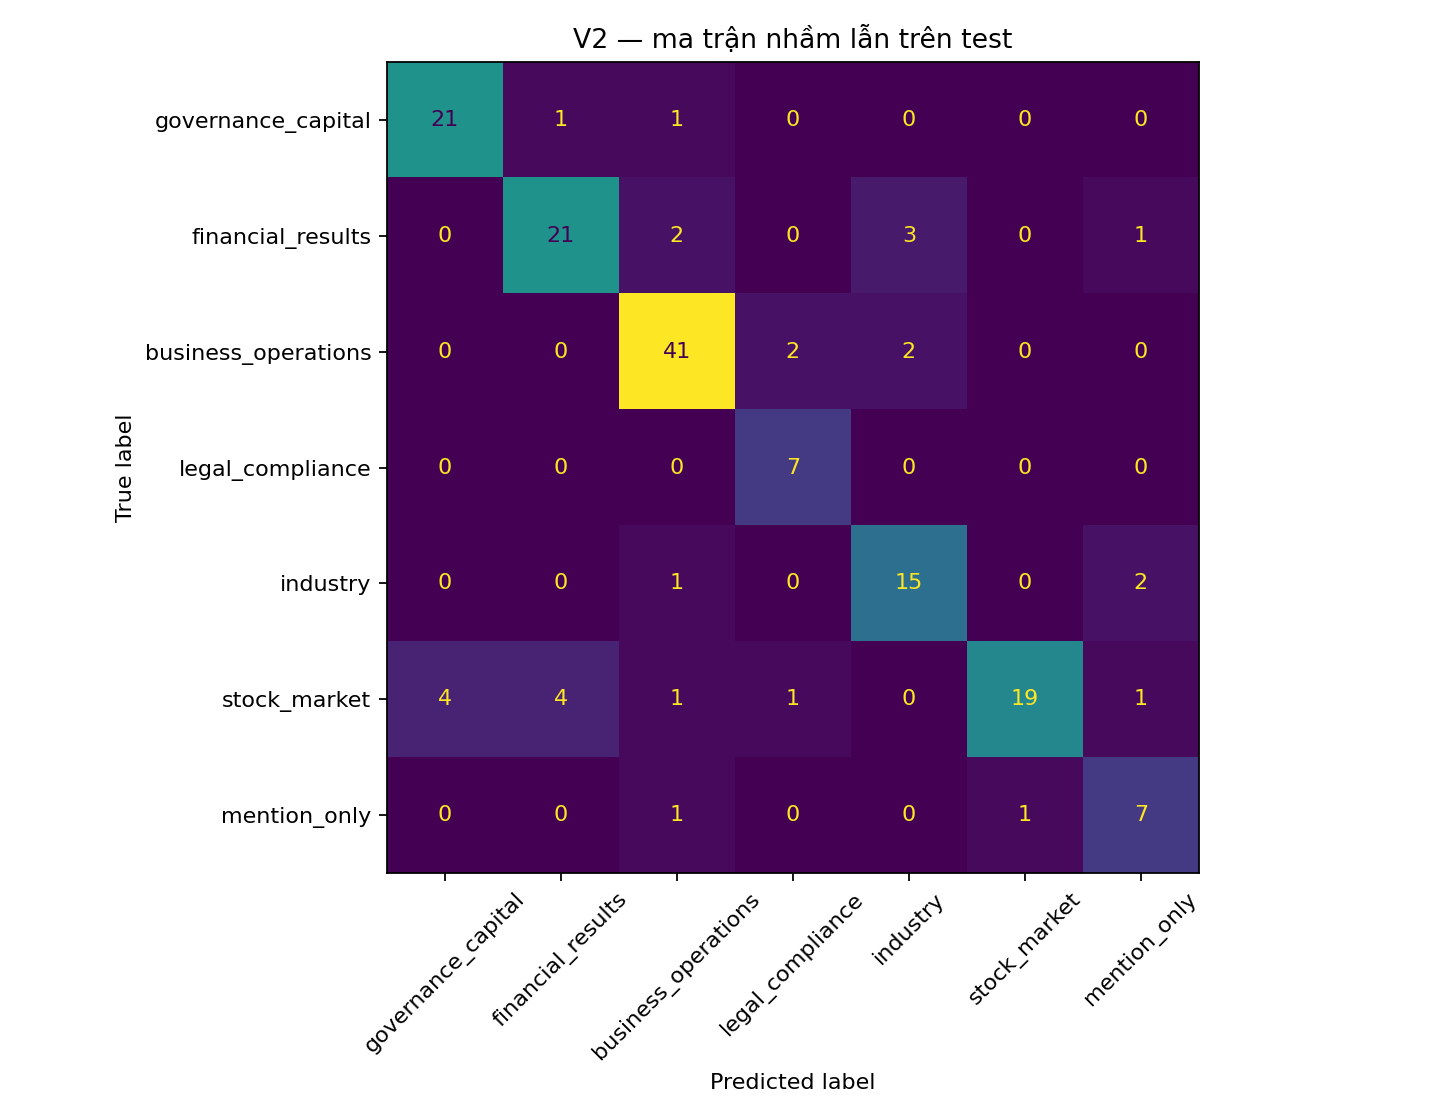 V2 — ma trận nhầm lẫn trên test
governance_capital 21 1 1 0 0 0 0
financial_results 0 21 2 0 3 0 1
business_operations 0 0 41 2 2 0 0
legal_compliance 0 0 0 7 0 0 0
industry 0 0 1 0 15 0 2
stock_market 4 4 1 1 0 19 1
mention_only 0 0 1 0 0 1 7
True label
governance_capital financial_results business_operations legal_compliance industry stock_market mention_only
Predicted label